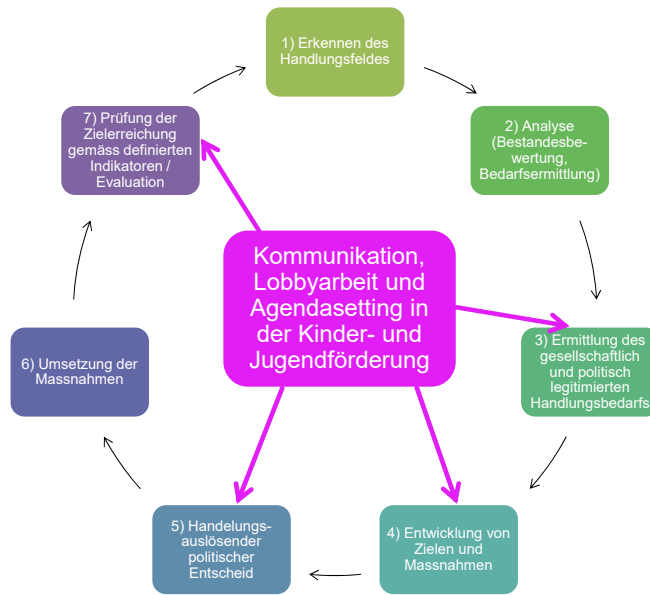 1) Erkennen des
Handlungsfeldes
2) Analyse
(Bestandesbe-
wertung,
Bedarfsermittlung)
3) Ermittlung des
gesellschaftlich
und politisch
legitimierten
Handlungsbedarfs
4) Entwicklung von
Zielen und
Massnahmen
5) Handelungs-
auslösender
politischer
Entscheid
6) Umsetzung der
Massnahmen
7) Prüfung der
Zielerreichung
gemäss definierten
Indikatoren /
Evaluation
Kommunikation,
Lobbyarbeit und
Agendasetting in
der Kinder- und
Jugendförderung